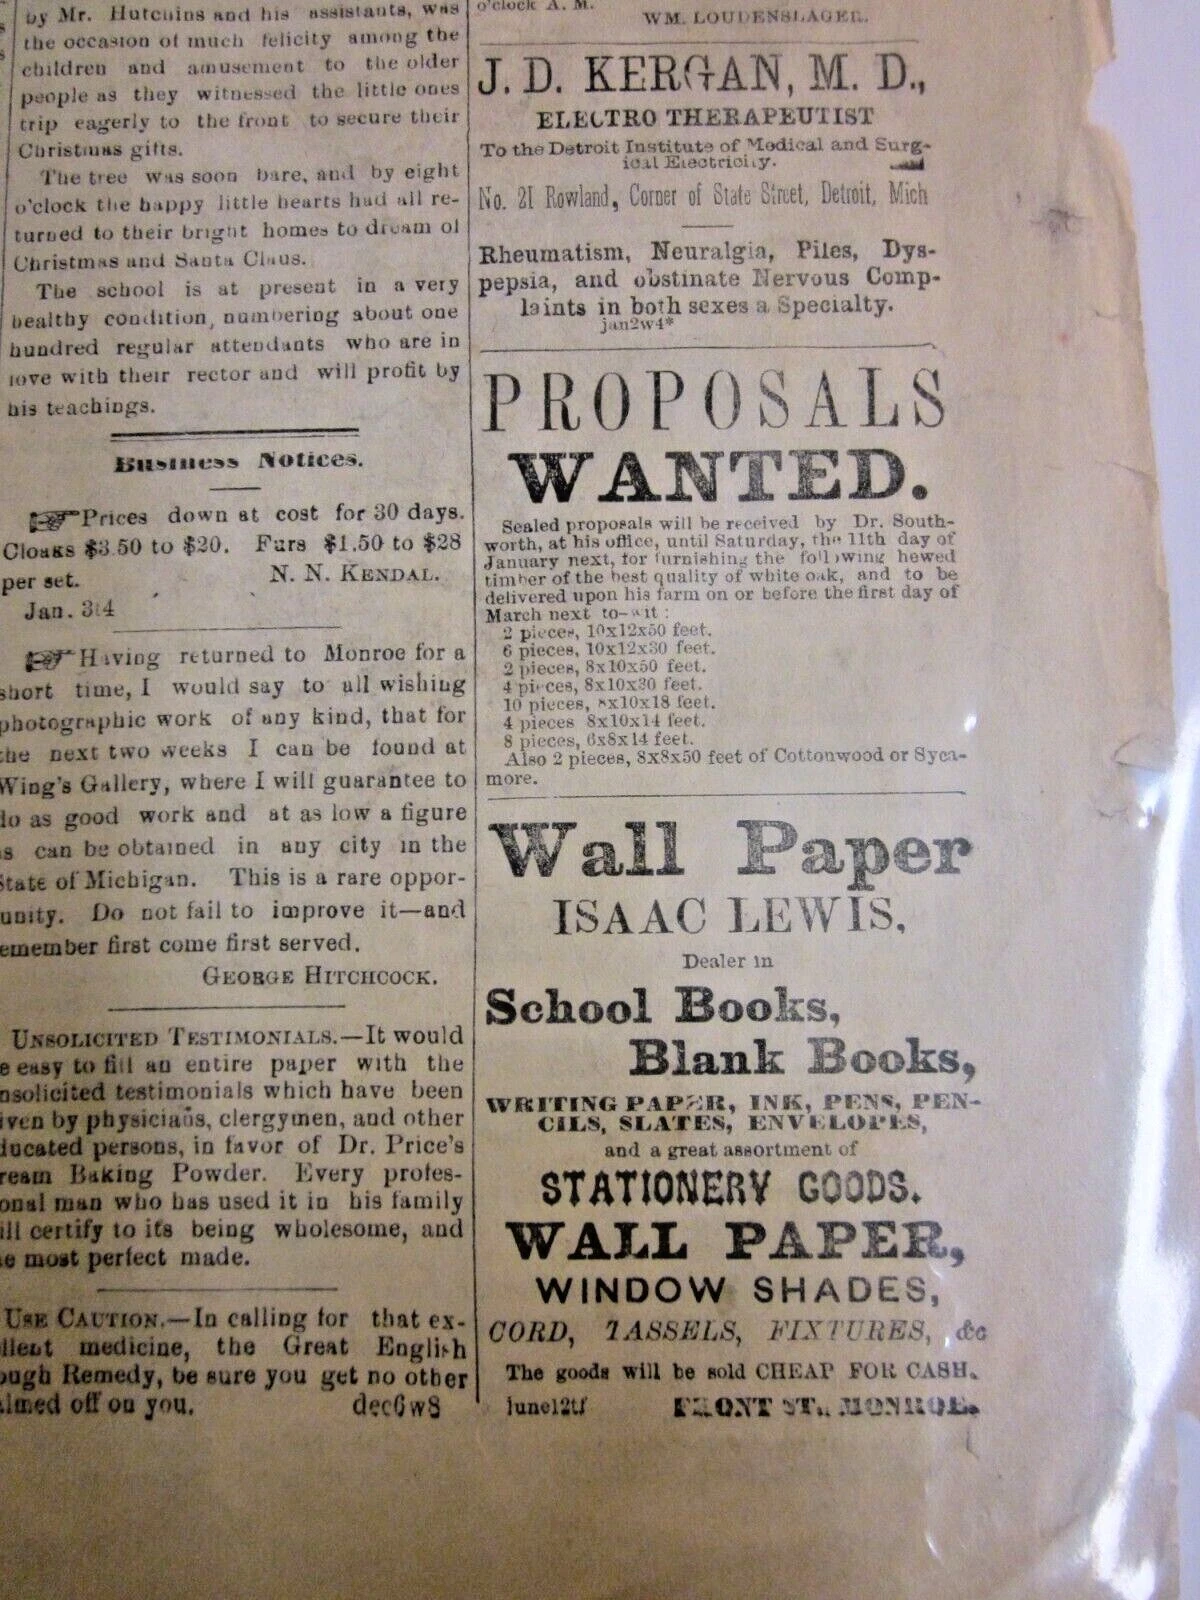 by Mr. Hutchins and his assistants, was
the occasion of much felicity among the
children and amusement to the older
people as they witnessed the little ones
trip eagerly to the front to secure their
Christmas gifts.
The tree was soon bare, and by eight
o'clock the happy little hearts had all re-
turned to their bright homes to dream of
Christmas and Santa Claus.
The school is at present in a very
healthy condition, numbering about one
hundred regular attendants who are in
love with their rector and will profit by
his teachings.
Business Notices.
Prices down at cost for 30 days.
Cloaks $3.50 to $20. Furs $1.50 to $28
per set. N. N. KENDAL.
Jan. 3t4
Having returned to Monroe for a
short time, I would say to all wishing
photographic work of any kind, that for
the next two weeks I can be found at
Wing's Gallery, where I will guarantee to
do as good work and at as low a figure
as can be obtained in any city in the
State of Michigan. This is a rare oppor-
unity. Do not fail to improve it—and
emember first come first served.
GEORGE HITCHCOCK.
UNSOLICITED TESTIMONIALS.—It would
e easy to fill an entire paper with the
nsolicited testimonials which have been
iven by physicians, clergymen, and other
ducated persons, in favor of Dr. Price's
ream Baking Powder. Every profes-
onal man who has used it in his family
ill certify to its being wholesome, and
e most perfect made.
USE CAUTION.—In calling for that ex-
llent medicine, the Great English
ough Remedy, be sure you get no other
almed off on you. dec6w8
o'clock A. M.
WM. LOUDENSLAGER.
J. D. KERGAN, M. D.,
ELECTRO THERAPEUTIST
To the Detroit Institute of Medical and Surg-
ical Electricity.
No. 21 Rowland, Corner of State Street, Detroit, Mich
Rheumatism, Neuralgia, Piles, Dys-
pepsia, and obstinate Nervous Comp-
laints in both sexes a Specialty.
jan2w4*
PROPOSALS
WANTED.
Sealed proposals will be received by Dr. South-
worth, at his office, until Saturday, the 11th day of
January next, for furnishing the following hewed
timber of the best quality of white oak, and to be
delivered upon his farm on or before the first day of
March next to-wit:
2 pieces, 10x12x50 feet.
6 pieces, 10x12x30 feet.
2 pieces, 8x10x50 feet.
4 pieces, 8x10x30 feet.
10 pieces, 8x10x18 feet.
4 pieces 8x10x14 feet.
8 pieces, 6x8x14 feet.
Also 2 pieces, 8x8x50 feet of Cottonwood or Syca-
more.
Wall Paper
ISAAC LEWIS,
Dealer in
School Books,
Blank Books,
WRITING PAPER, INK, PENS, PEN-
CILS, SLATES, ENVELOPES,
and a great assortment of
STATIONERY GOODS.
WALL PAPER,
WINDOW SHADES,
CORD, TASSELS, FIXTURES, &c
The goods will be sold CHEAP FOR CASH.
june12tf FRONT ST., MONROE.